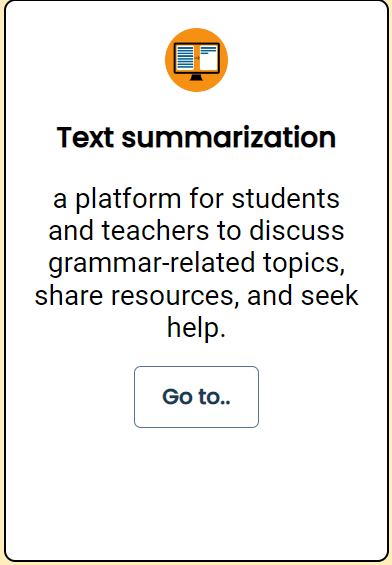 Text summarization
a platform for students
and teachers to discuss
grammar-related topics,
share resources, and seek
help.
Go to..